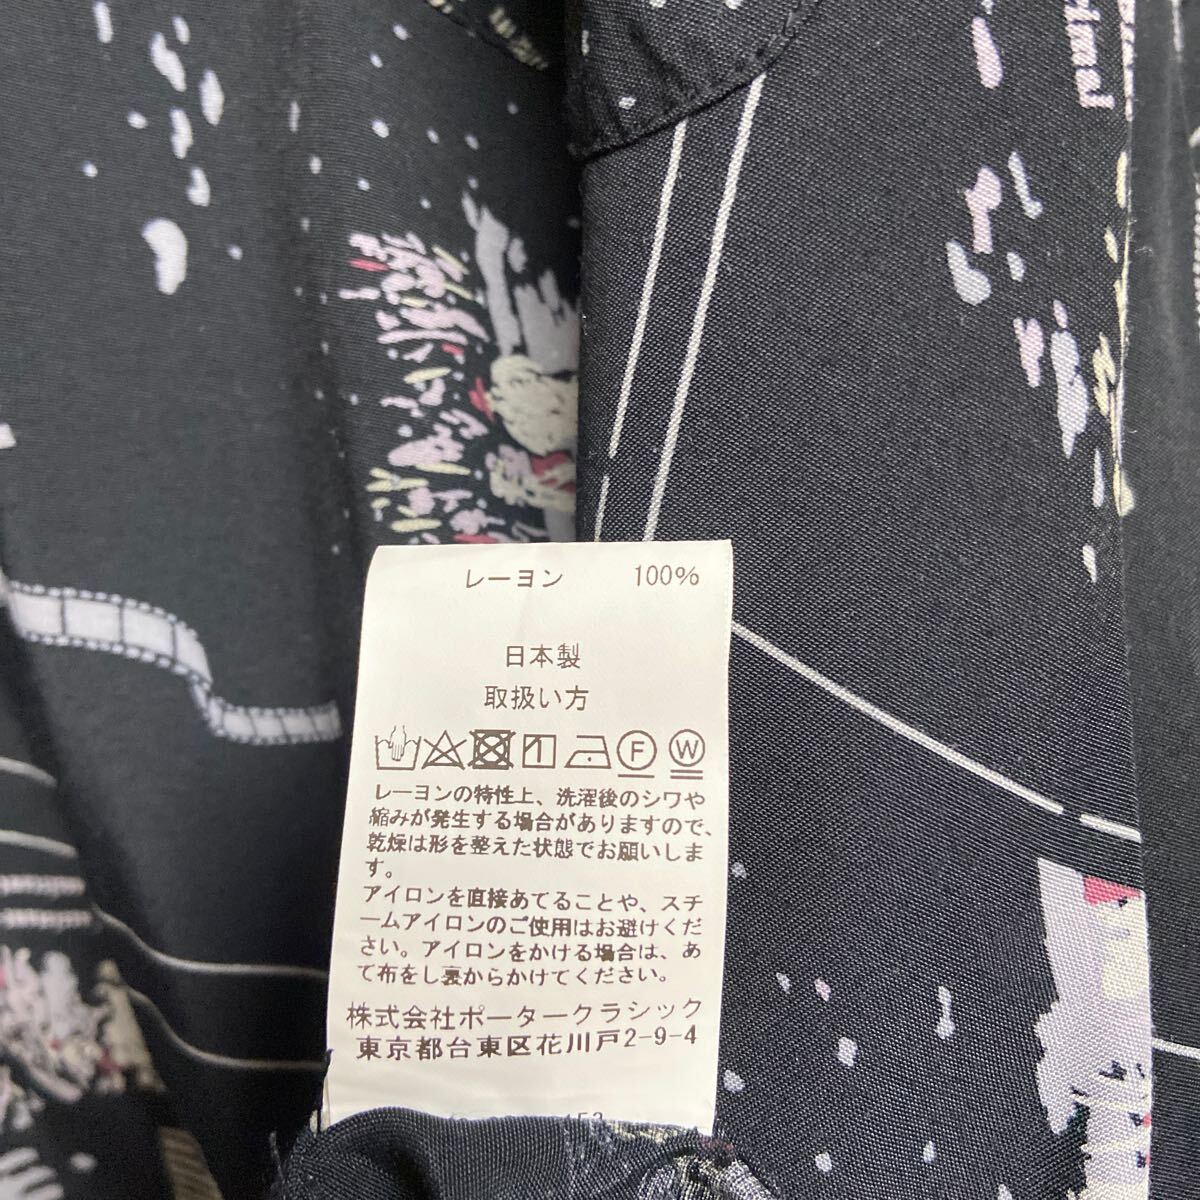 レーヨン 100%
日本製
取扱い方
F W
レーヨンの特性上、洗濯後のシワや
縮みが発生する場合がありますので、
乾燥は形を整えた状態でお願いしま
す。
アイロンを直接あてることや、スチ
ームアイロンのご使用はお避けくだ
さい。アイロンをかける場合は、あ
て布をし裏からかけてください。
株式会社ポータークラシック
東京都台東区花川戸2-9-4